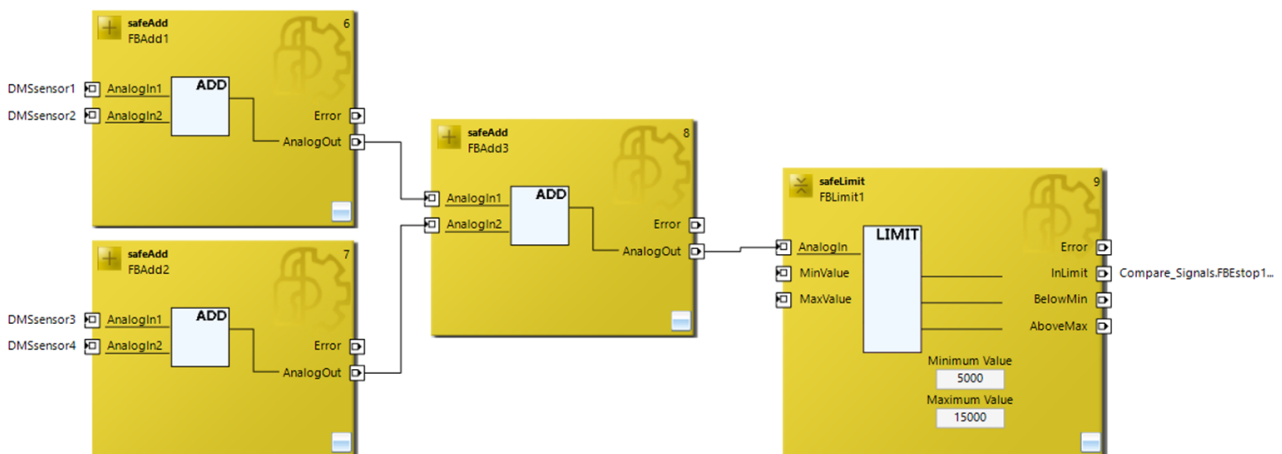 safeAdd 6
FBAdd1
ADD
DMSsensor1 AnalogIn1
DMSsensor2 AnalogIn2
Error
AnalogOut
safeAdd 8
FBAdd3
ADD
AnalogIn1
AnalogIn2
Error
AnalogOut
safeAdd 7
FBAdd2
ADD
DMSsensor3 AnalogIn1
DMSsensor4 AnalogIn2
Error
AnalogOut
safeLimit 9
FBLimit1
LIMIT
AnalogIn Error
MinValue InLimit Compare_Signals.FBEstop1...
MaxValue BelowMin
AboveMax
Minimum Value
5000
Maximum Value
15000